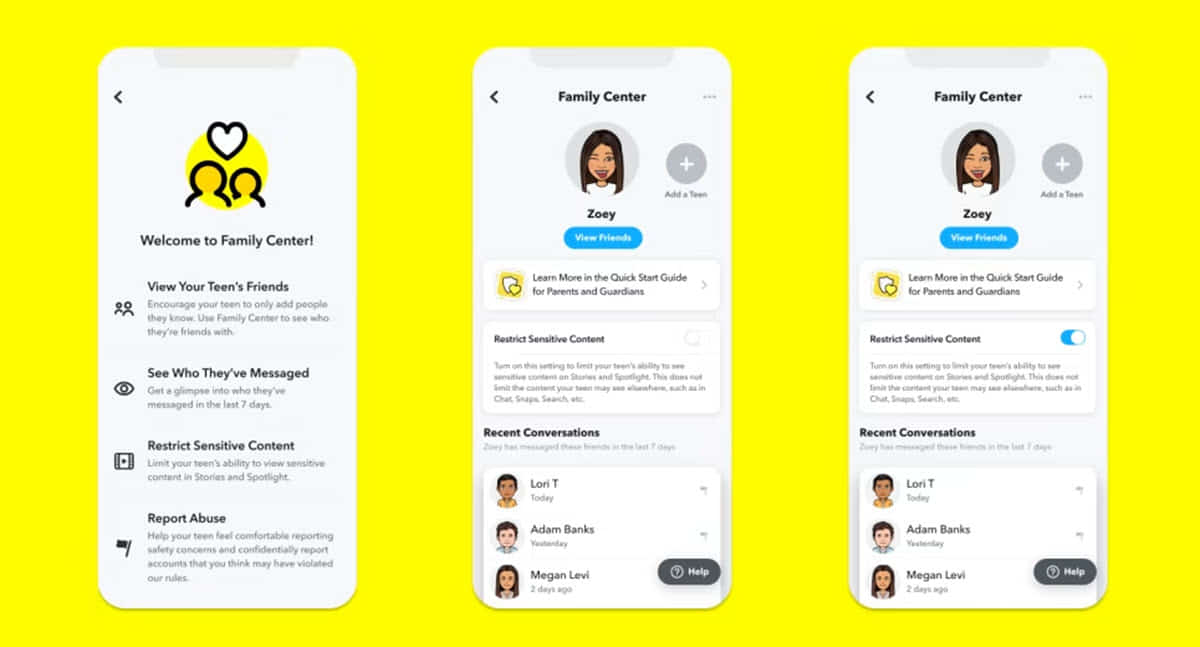 Welcome to Family Center!
View Your Teen's Friends
Encourage your teen to only add people
they know. Use Family Center to see who
they're friends with.
See Who They've Messaged
Get a glimpse into who they've
messaged in the last 7 days.
Restrict Sensitive Content
Limit your teen's ability to view sensitive
content in Stories and Spotlight.
Report Abuse
Help your teen feel comfortable reporting
safety concerns and confidentially report
accounts that you think may have violated
our rules.
Family Center
Add a Teen
Zoey
View Friends
Learn More in the Quick Start Guide
for Parents and Guardians
Restrict Sensitive Content
Turn on this setting to limit your teen's ability to see
sensitive content on Stories and Spotlight. This does not
limit the content your teen may see elsewhere, such as in
Chat, Snaps, Search, etc.
Recent Conversations
Zoey has messaged these friends in the last 7 days
Lori T
Today
Adam Banks
Yesterday
Megan Levi
2 days ago
Help
Family Center
Add a Teen
Zoey
View Friends
Learn More in the Quick Start Guide
for Parents and Guardians
Restrict Sensitive Content
Turn on this setting to limit your teen's ability to see
sensitive content on Stories and Spotlight. This does not
limit the content your teen may see elsewhere, such as in
Chat, Snaps, Search, etc.
Recent Conversations
Zoey has messaged these friends in the last 7 days
Lori T
Today
Adam Banks
Yesterday
Megan Levi
2 days ago
Help